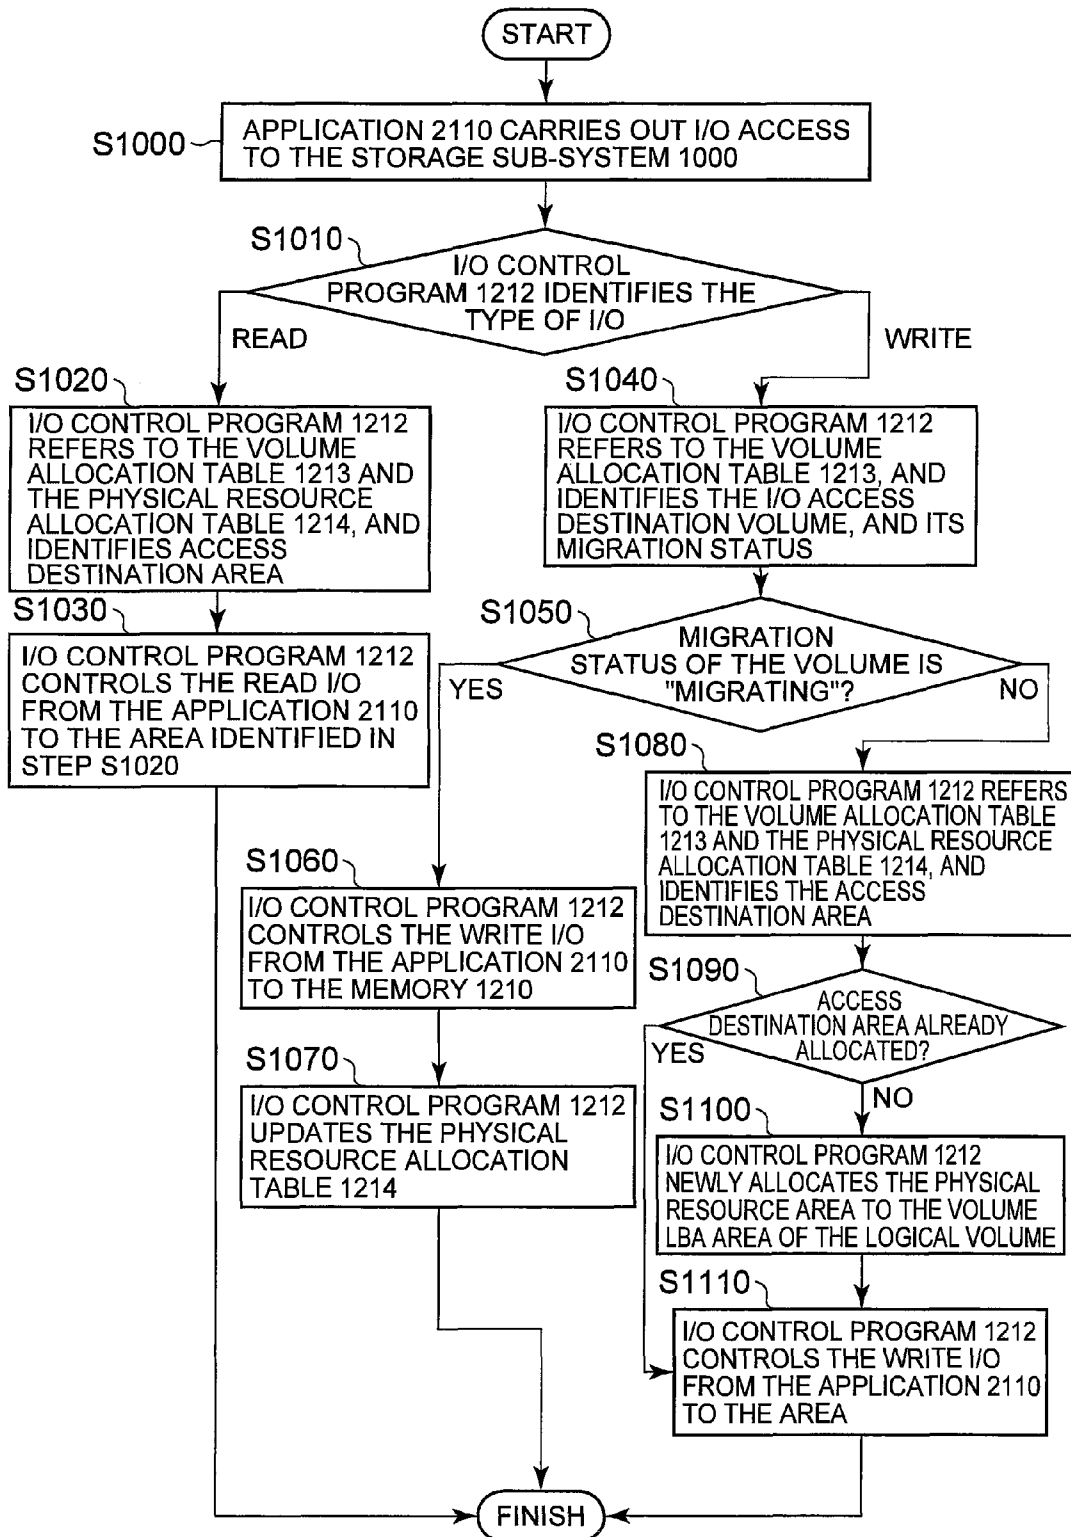 START
S1000
APPLICATION 2110 CARRIES OUT I/O ACCESS
TO THE STORAGE SUB-SYSTEM 1000
S1010
I/O CONTROL
PROGRAM 1212 IDENTIFIES THE
TYPE OF I/O
READ
WRITE
S1020
I/O CONTROL PROGRAM 1212
REFERS TO THE VOLUME
ALLOCATION TABLE 1213 AND
THE PHYSICAL RESOURCE
ALLOCATION TABLE 1214, AND
IDENTIFIES ACCESS
DESTINATION AREA
S1030
I/O CONTROL PROGRAM 1212
CONTROLS THE READ I/O
FROM THE APPLICATION 2110
TO THE AREA IDENTIFIED IN
STEP S1020
S1040
I/O CONTROL PROGRAM 1212
REFERS TO THE VOLUME
ALLOCATION TABLE 1213, AND
IDENTIFIES THE I/O ACCESS
DESTINATION VOLUME, AND ITS
MIGRATION STATUS
S1050
MIGRATION
STATUS OF THE VOLUME IS
"MIGRATING"?
YES
NO
S1060
I/O CONTROL PROGRAM 1212
CONTROLS THE WRITE I/O
FROM THE APPLICATION 2110
TO THE MEMORY 1210
S1070
I/O CONTROL PROGRAM 1212
UPDATES THE PHYSICAL
RESOURCE ALLOCATION
TABLE 1214
S1080
I/O CONTROL PROGRAM 1212 REFERS
TO THE VOLUME ALLOCATION TABLE
1213 AND THE PHYSICAL RESOURCE
ALLOCATION TABLE 1214, AND
IDENTIFIES THE ACCESS
DESTINATION AREA
S1090
ACCESS
DESTINATION AREA ALREADY
ALLOCATED?
YES
NO
S1100
I/O CONTROL PROGRAM 1212
NEWLY ALLOCATES THE PHYSICAL
RESOURCE AREA TO THE VOLUME
LBA AREA OF THE LOGICAL VOLUME
S1110
I/O CONTROL PROGRAM 1212
CONTROLS THE WRITE I/O
FROM THE APPLICATION 2110
TO THE AREA
FINISH